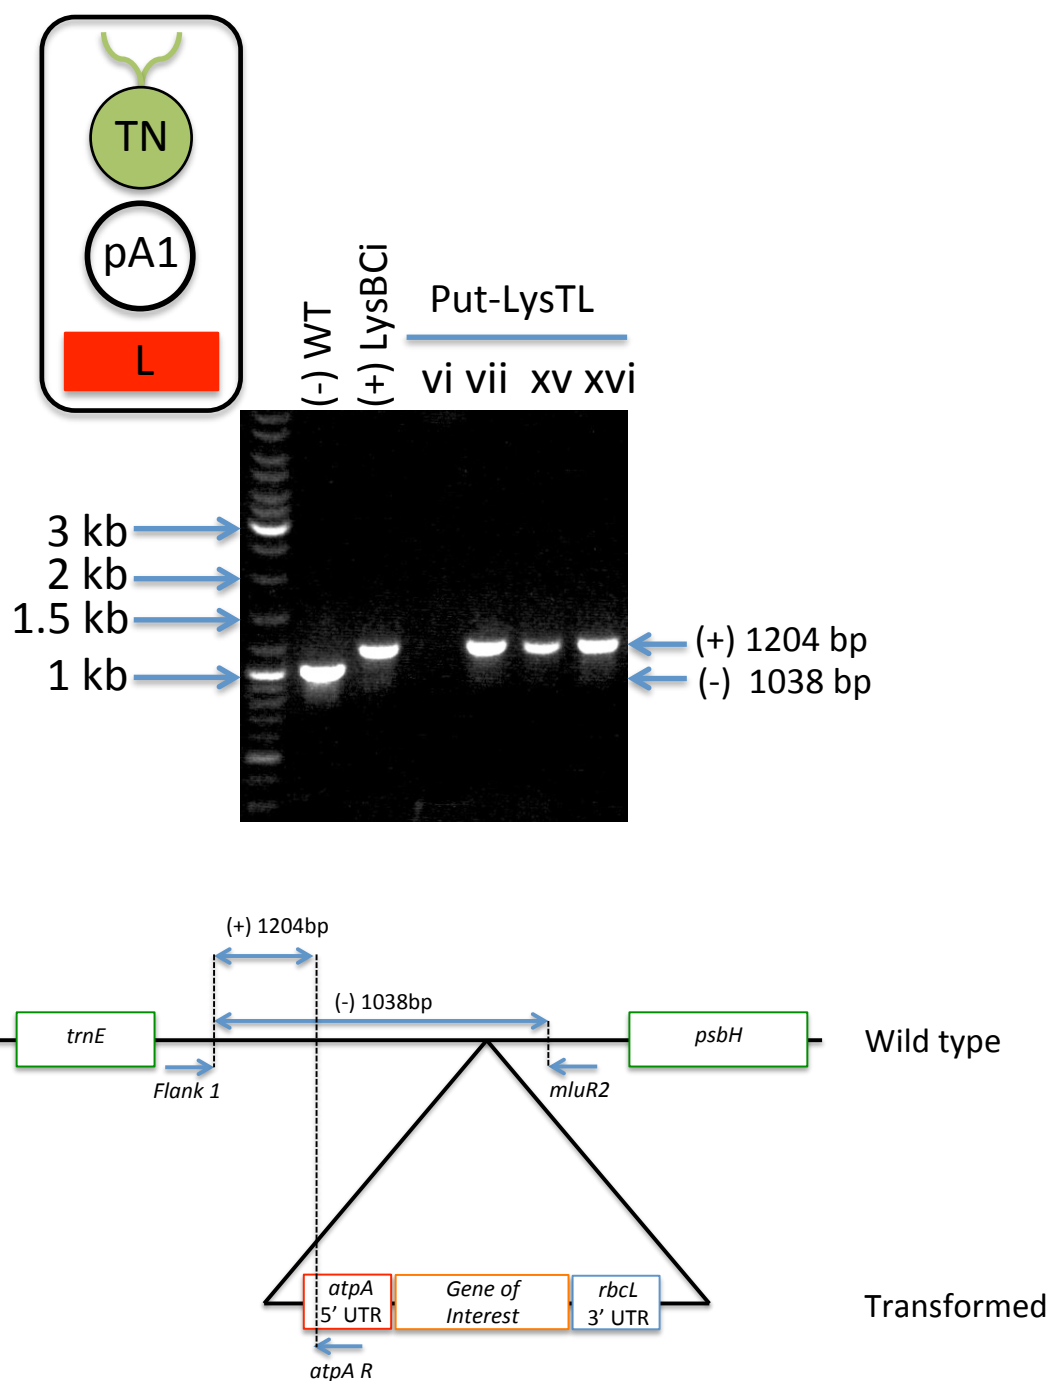 TN
pA1
L
(-) WT
(+) LysBCi
Put-LysTL
vi vii xv xvi
3 kb
2 kb
1.5 kb
1 kb
(+) 1204 bp
(-) 1038 bp
(+) 1204bp
(-) 1038bp
trnE
psbH
Wild type
Flank 1
mluR2
atpA
5’ UTR
Gene of
Interest
rbcL
3’ UTR
Transformed
atpA R